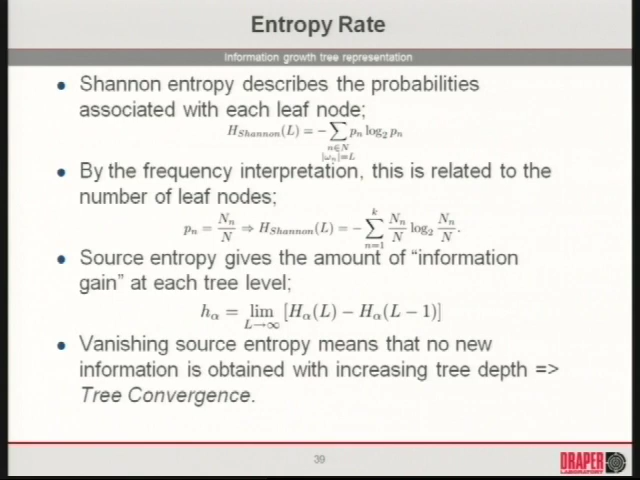 Entropy Rate
Information growth tree representation
• Shannon entropy describes the probabilities
associated with each leaf node;
H_{Shannon}(L) = -∑_{n∈N, |ω_n|=L} p_n log_2 p_n
• By the frequency interpretation, this is related to the
number of leaf nodes;
p_n = N_n/N ⇒ H_{Shannon}(L) = -∑_{n=1}^{k} N_n/N log_2 N_n/N.
• Source entropy gives the amount of “information
gain” at each tree level;
h_α = lim_{L→∞} [H_α(L) − H_α(L − 1)]
• Vanishing source entropy means that no new
information is obtained with increasing tree depth =>
Tree Convergence.
39
DRAPER
LABORATORY